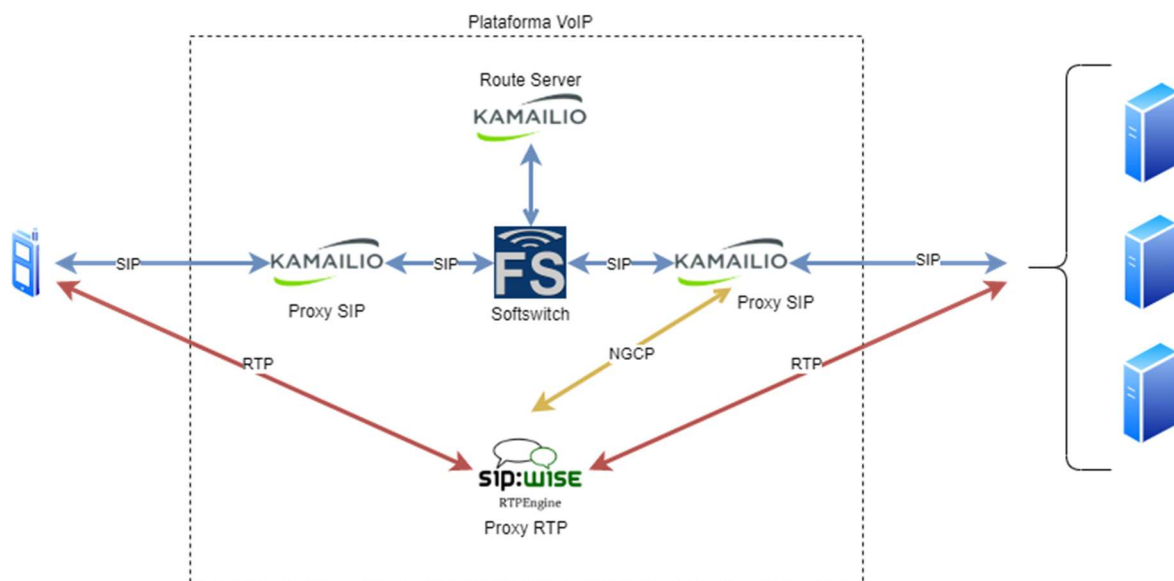 Plataforma VoIP
Route Server
KAMAILIO
SIP
KAMAILIO
SIP
FS
SIP
KAMAILIO
SIP
Proxy SIP
Softswitch
Proxy SIP
RTP
NGCP
RTP
sip:wise
RTPEngine
Proxy RTP